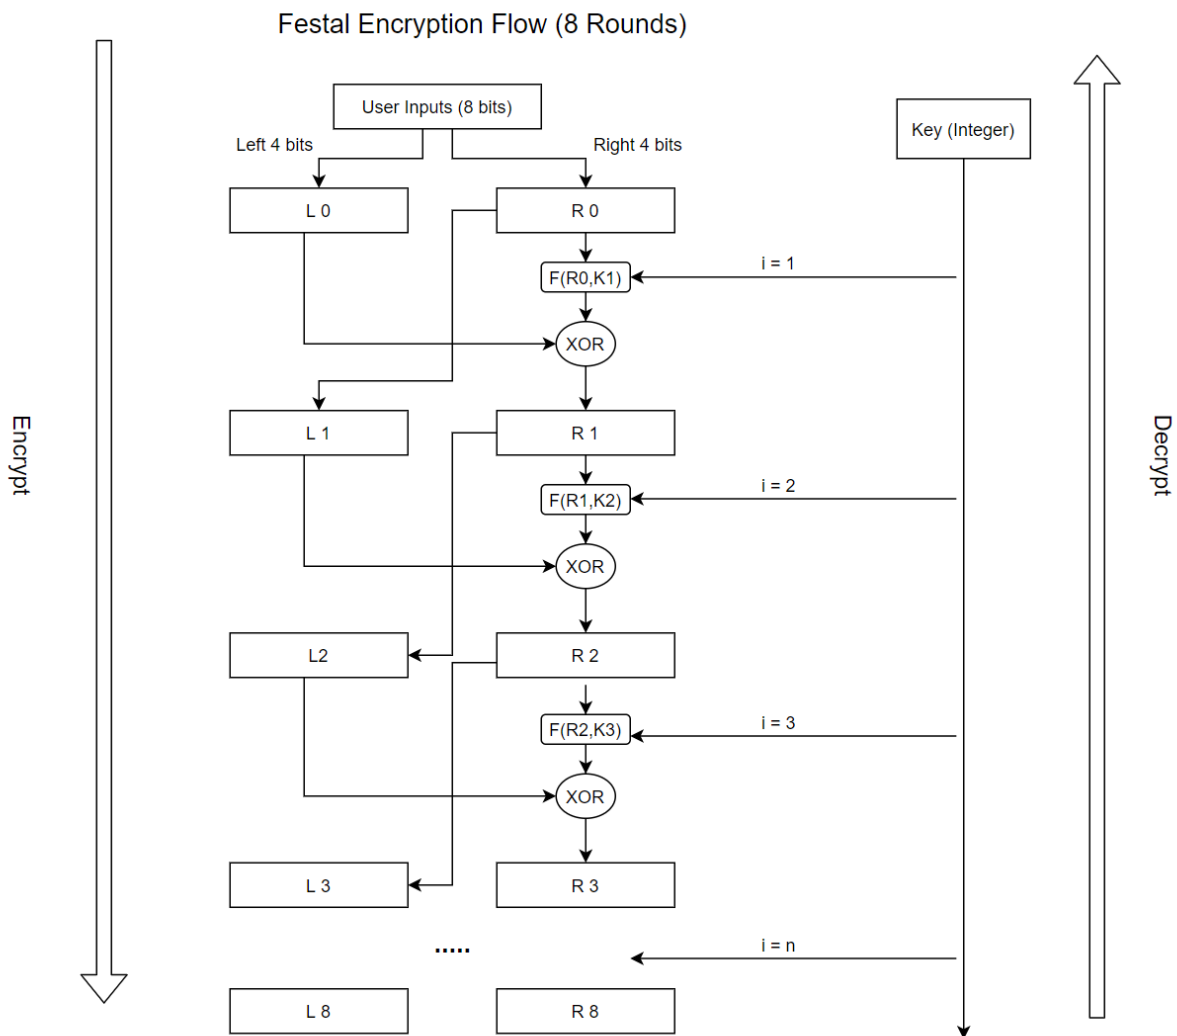 Festal Encryption Flow (8 Rounds)
User Inputs (8 bits)
Key (Integer)
Left 4 bits
Right 4 bits
L 0
R 0
F(R0,K1)
i = 1
XOR
L 1
R 1
Encrypt
Decrypt
F(R1,K2)
i = 2
XOR
L2
R 2
F(R2,K3)
i = 3
XOR
L 3
R 3
.....
i = n
L 8
R 8